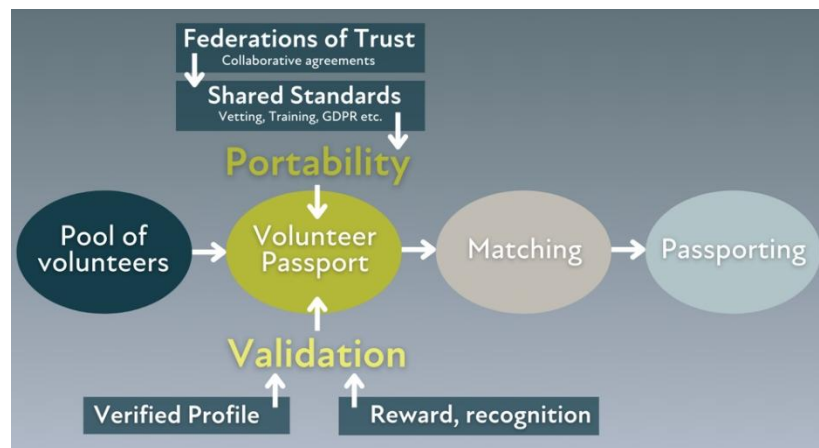 Federations of Trust
Collaborative agreements
Shared Standards
Vetting, Training, GDPR etc.
Portability
Pool of
volunteers
Volunteer
Passport
Matching
Passporting
Validation
Verified Profile
Reward, recognition